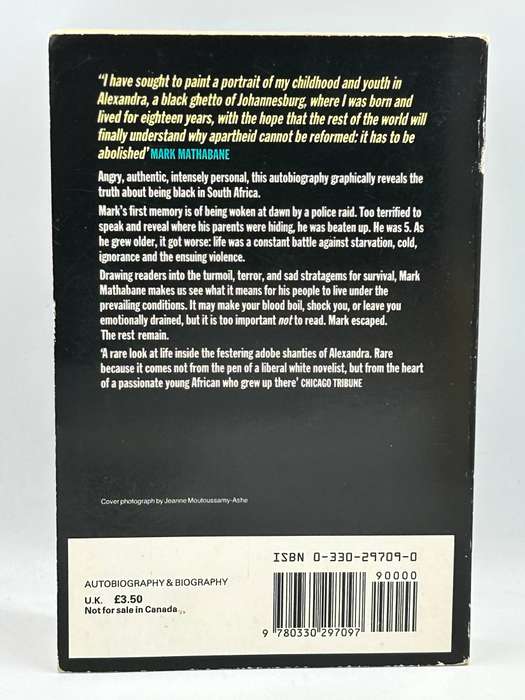 "I have sought to paint a portrait of my childhood and youth in
Alexandra, a black ghetto of Johannesburg, where I was born and
lived for eighteen years, with the hope that the rest of the world will
finally understand why apartheid cannot be reformed: it has to be
abolished' MARK MATHABANE
Angry, authentic, intensely personal, this autobiography graphically reveals the
truth about being black in South Africa.
Mark's first memory is of being woken at dawn by a police raid. Too terrified to
speak and reveal where his parents were hiding, he was beaten up. He was 5. As
he grew older, it got worse: life was a constant battle against starvation, cold,
ignorance and the ensuing violence.
Drawing readers into the turmoil, terror, and sad stratagems for survival, Mark
Mathabane makes us see what it means for his people to live under the
prevailing conditions. It may make your blood boil, shock you, or leave you
emotionally drained, but it is too important not to read. Mark escaped.
The rest remain.
'A rare look at life inside the festering adobe shanties of Alexandra. Rare
because it comes not from the pen of a liberal white novelist, but from the heart
of a passionate young African who grew up there' CHICAGO TRIBUNE
Cover photograph by Jeanne Moutoussamy-Ashe
ISBN 0-330-29709-0
90000
AUTOBIOGRAPHY & BIOGRAPHY
U.K. £3.50
Not for sale in Canada
9 780330 297097